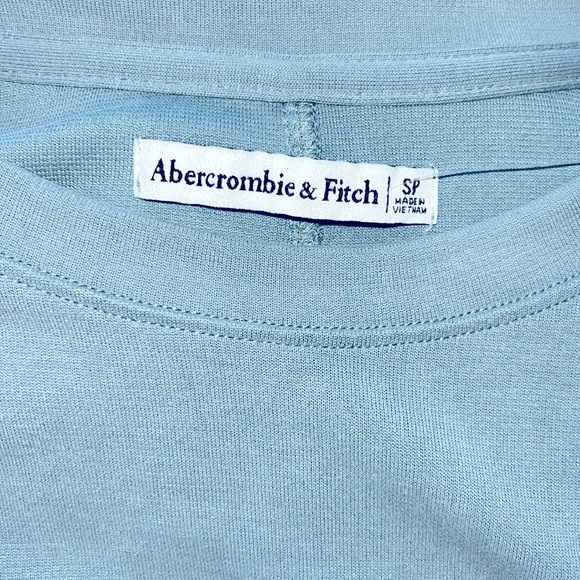 Abercrombie & Fitch
SP
MADE IN
VIETNAM